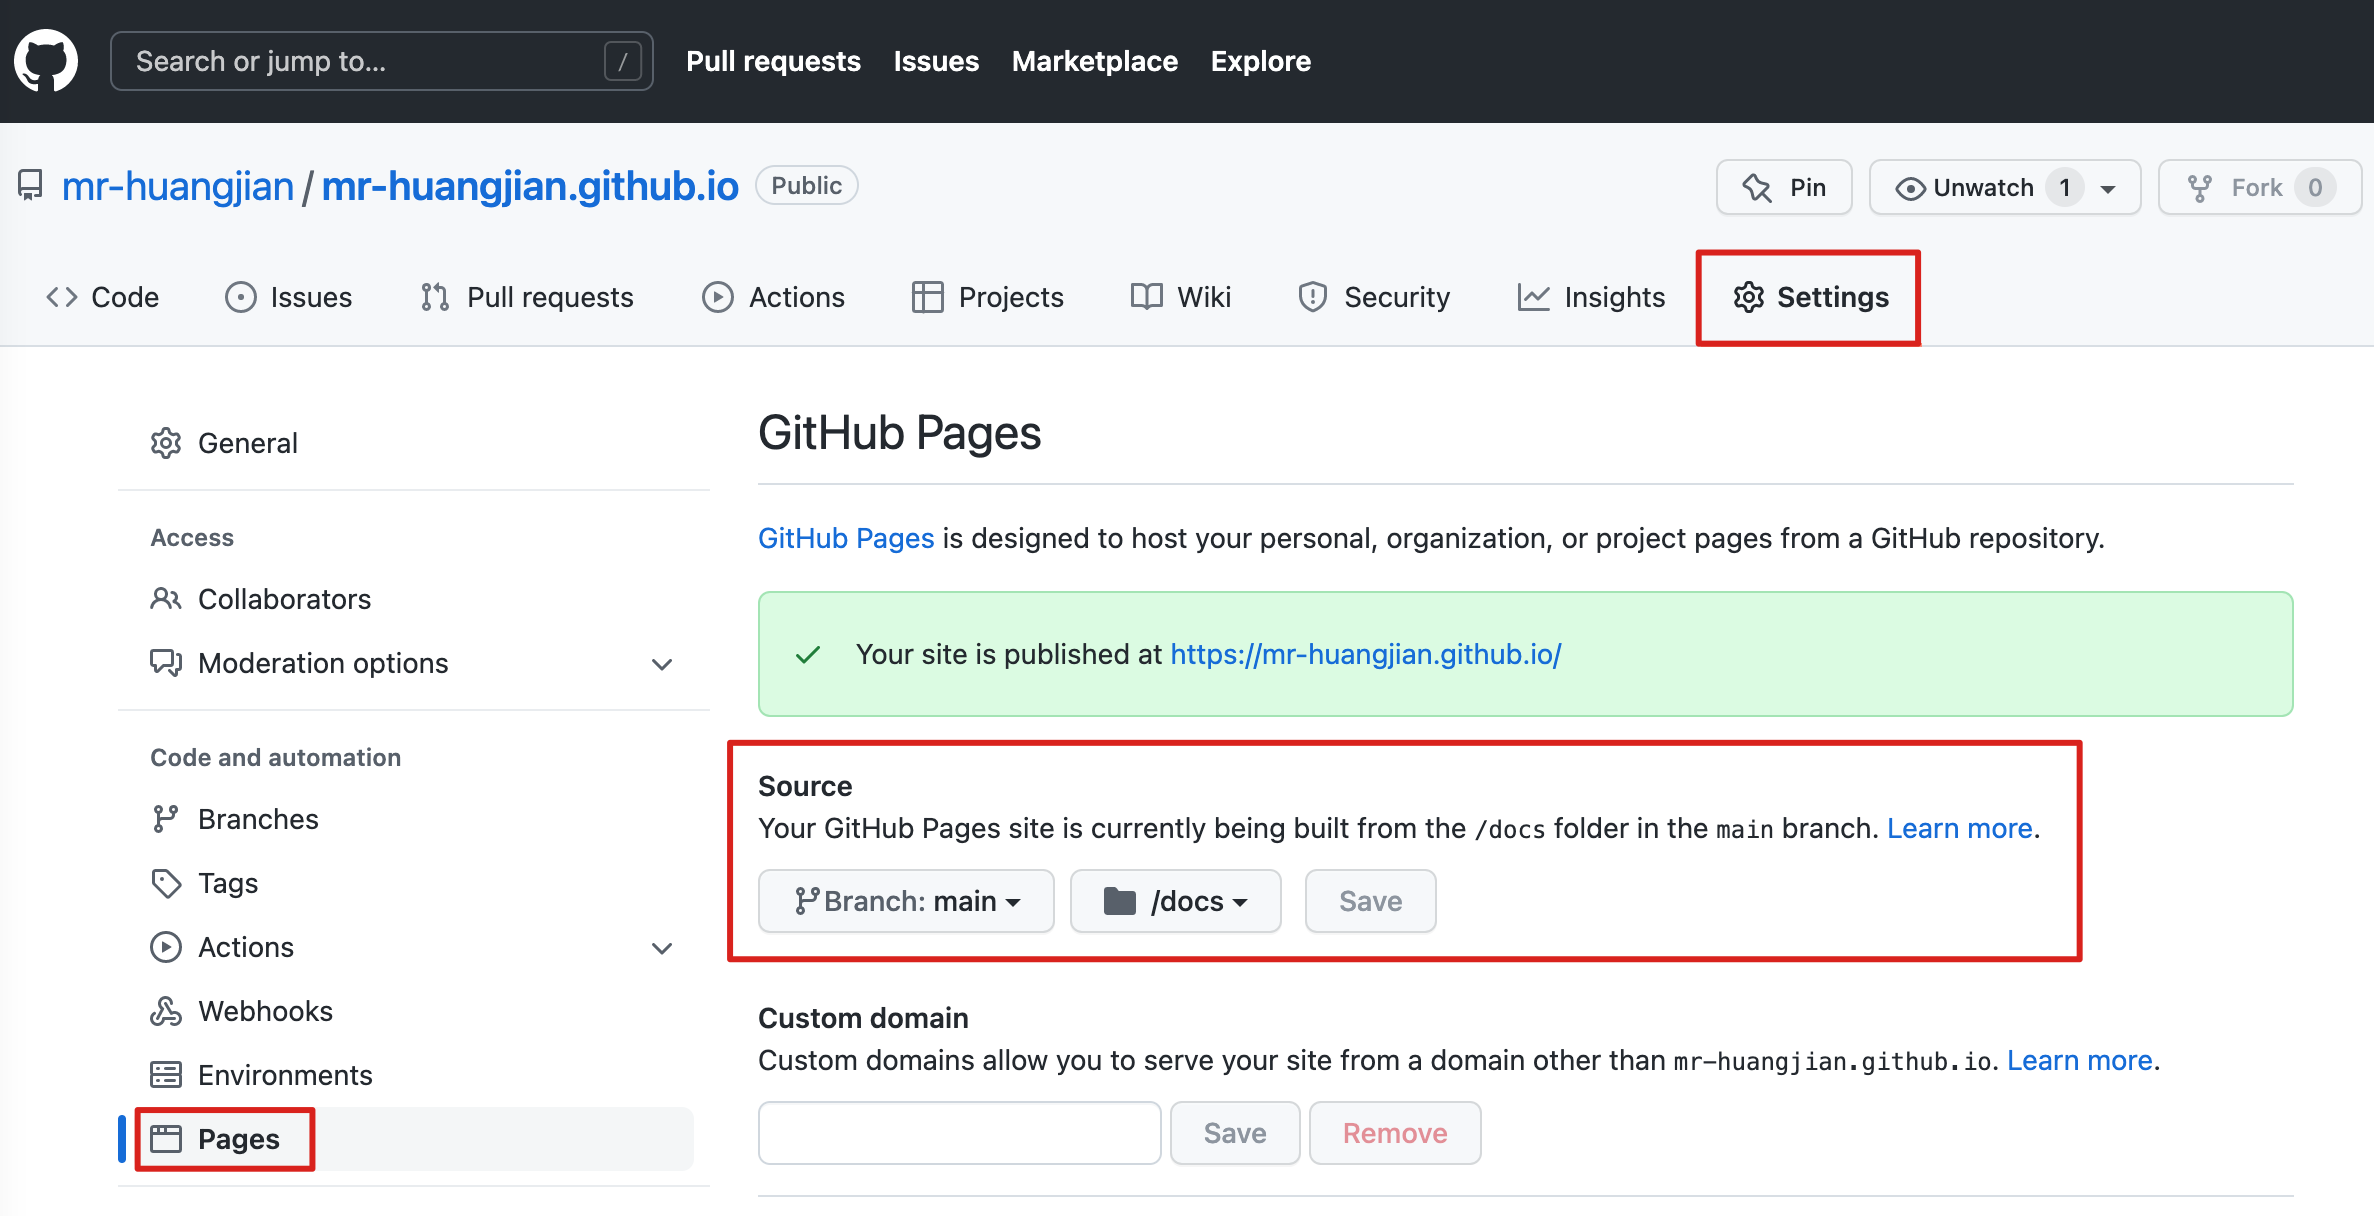 Search or jump to... /
Pull requests Issues Marketplace Explore
mr-huangjian / mr-huangjian.github.io Public
Pin Unwatch 1 Fork 0
Code Issues Pull requests Actions Projects Wiki Security Insights Settings
General
Access
Collaborators
Moderation options
Code and automation
Branches
Tags
Actions
Webhooks
Environments
Pages
GitHub Pages
GitHub Pages is designed to host your personal, organization, or project pages from a GitHub repository.
Your site is published at https://mr-huangjian.github.io/
Source
Your GitHub Pages site is currently being built from the /docs folder in the main branch. Learn more.
Branch: main /docs Save
Custom domain
Custom domains allow you to serve your site from a domain other than mr-huangjian.github.io. Learn more.
Save Remove